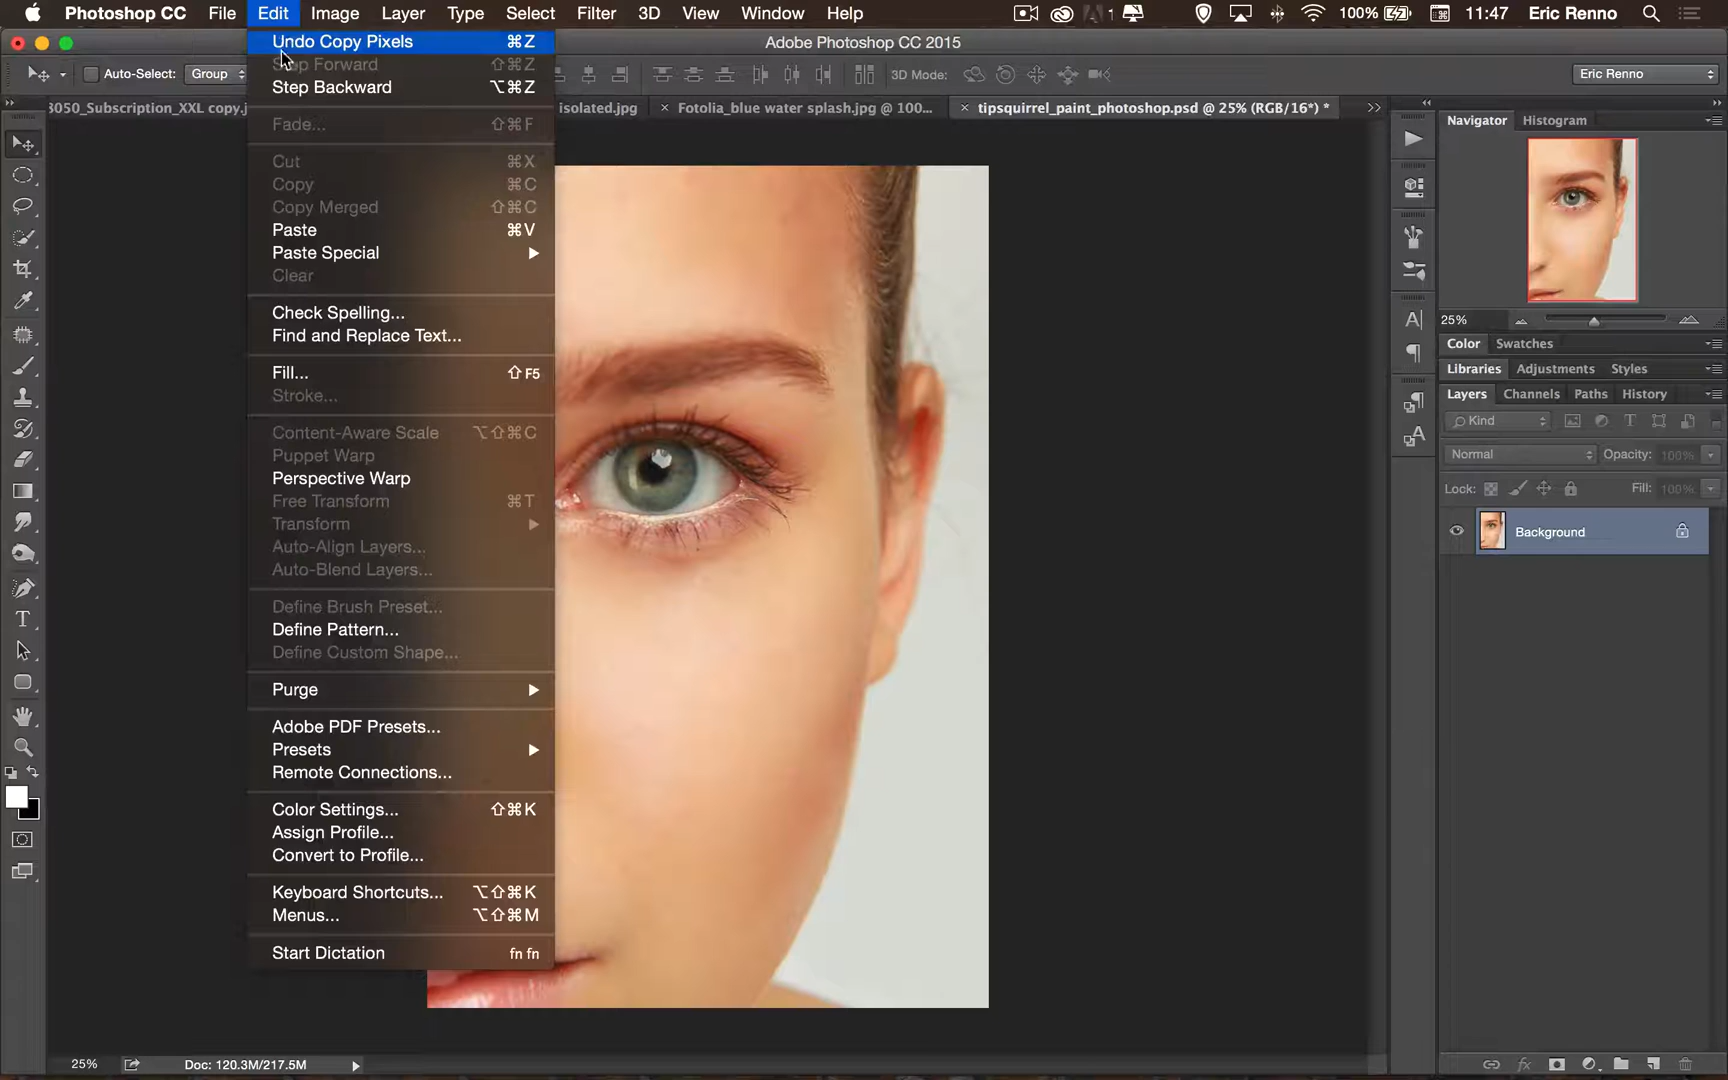 Photoshop CC File Edit Image Layer Type Select Filter 3D View Window Help 1 100% 11:47 Eric Renno
Adobe Photoshop CC 2015
Auto-Select: Group 3D Mode: Eric Renno
3050_Subscription_XXL copy.j isolated.jpg × Fotolia_blue water splash.jpg @ 100... × tipsquirrel_paint_photoshop.psd @ 25% (RGB/16*) * >>
Undo Copy Pixels ⌘Z
Step Forward ⇧⌘Z
Step Backward ⌥⌘Z
Fade... ⇧⌘F
Cut ⌘X
Copy ⌘C
Copy Merged ⇧⌘C
Paste ⌘V
Paste Special ▶
Clear
Check Spelling...
Find and Replace Text...
Fill... ⇧F5
Stroke...
Content-Aware Scale ⌥⇧⌘C
Puppet Warp
Perspective Warp
Free Transform ⌘T
Transform ▶
Auto-Align Layers...
Auto-Blend Layers...
Define Brush Preset...
Define Pattern...
Define Custom Shape...
Purge ▶
Adobe PDF Presets...
Presets ▶
Remote Connections...
Color Settings... ⇧⌘K
Assign Profile...
Convert to Profile...
Keyboard Shortcuts... ⌥⇧⌘K
Menus... ⌥⇧⌘M
Start Dictation fn fn
Navigator Histogram
25%
Color Swatches
Libraries Adjustments Styles
Layers Channels Paths History
Kind
Normal Opacity: 100%
Lock: Fill: 100%
Background
25% Doc: 120.3M/217.5M